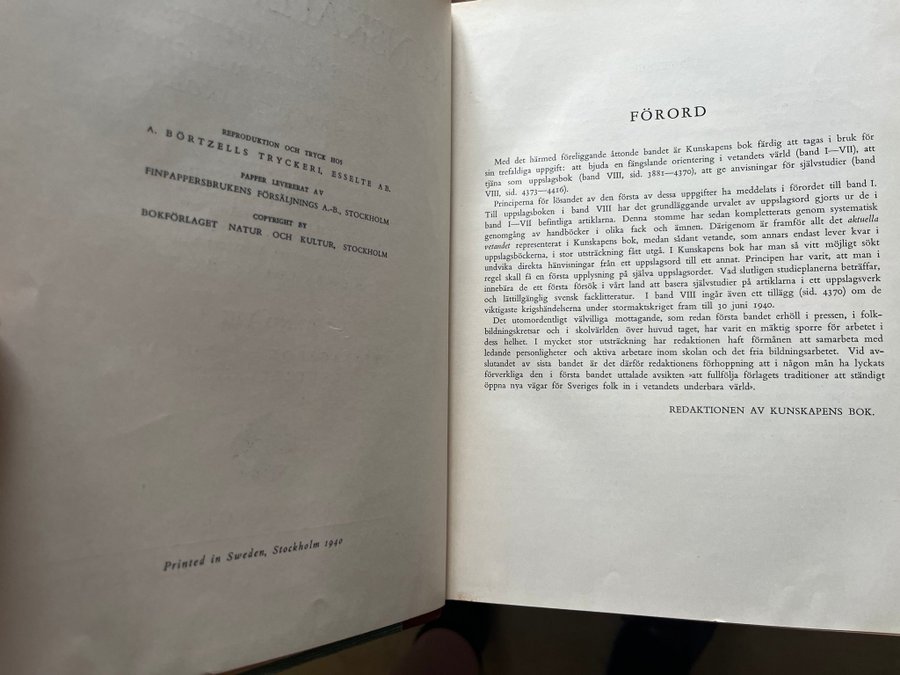 REPRODUKTION OCH TRYCK HOS
A. BÖRTZELLS TRYCKERI, ESSELTE AB.
PAPPER LEVERERAT AV
FINPAPPERSBRUKENS FÖRSÄLJNINGS A.-B., STOCKHOLM
COPYRIGHT BY
BOKFÖRLAGET NATUR OCH KULTUR, STOCKHOLM
Printed in Sweden, Stockholm 1940
FÖRORD
Med det härmed föreliggande åttonde bandet är Kunskapens bok färdig att tagas i bruk för
sin trefaldiga uppgift: att bjuda en fängslande orientering i vetandets värld (band I—VII), att
tjäna som uppslagsbok (band VIII, sid. 3881—4370), att ge anvisningar för självstudier (band
VIII, sid. 4373—4416).
Principerna för lösandet av den första av dessa uppgifter ha meddelats i förordet till band I.
Till uppslagsboken i band VIII har det grundläggande urvalet av uppslagsord gjorts ur de i
band I—VII befintliga artiklarna. Denna stomme har sedan kompletterats genom systematisk
genomgång av handböcker i olika fack och ämnen. Därigenom är framför allt det aktuella
vetandet representerat i Kunskapens bok, medan sådant vetande, som annars endast lever kvar i
uppslagsböckerna, i stor utsträckning fått utgå. I Kunskapens bok har man så vitt möjligt sökt
undvika direkta hänvisningar från ett uppslagsord till ett annat. Principen har varit, att man i
regel skall få en första upplysning på själva uppslagsordet. Vad slutligen studieplanerna beträffar,
innebära de ett första försök i vårt land att basera självstudier på artiklarna i ett uppslagsverk
och lättillgänglig svensk facklitteratur. I band VIII ingår även ett tillägg (sid. 4370) om de
viktigaste krigshändelserna under stormaktskriget fram till 30 juni 1940.
Det utomordentligt välvilliga mottagande, som redan första bandet erhöll i pressen, i folk-
bildningskretsar och i skolvärlden över huvud taget, har varit en mäktig sporre för arbetet i
dess helhet. I mycket stor utsträckning har redaktionen haft förmånen att samarbeta med
ledande personligheter och aktiva arbetare inom skolan och det fria bildningsarbetet. Vid av-
slutandet av sista bandet är det därför redaktionens förhoppning att i någon mån ha lyckats
förverkliga den i första bandet uttalade avsikten »att fullfölja förlagets traditioner att ständigt
öppna nya vägar för Sveriges folk in i vetandets underbara värld».
REDAKTIONEN AV KUNSKAPENS BOK.